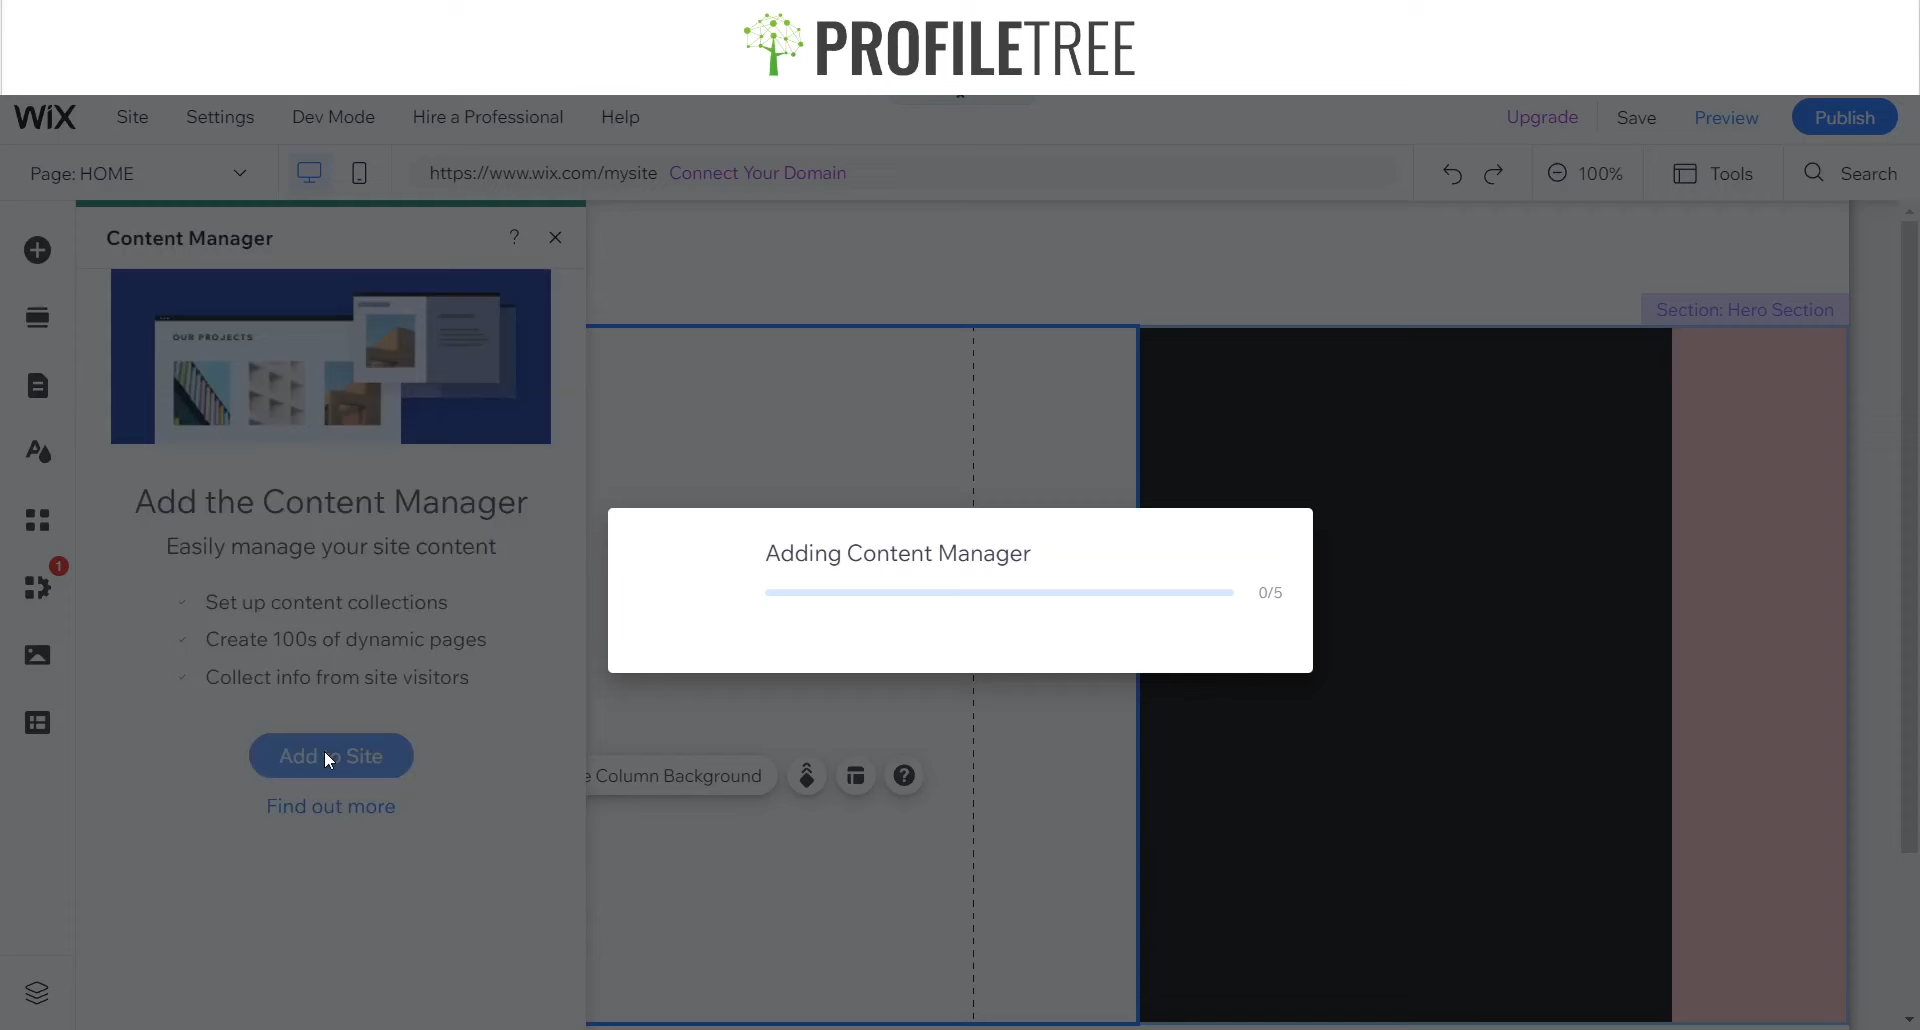 PROFILETREE
WiX Site Settings Dev Mode Hire a Professional Help Upgrade Save Preview Publish
Page: HOME https://www.wix.com/mysite Connect Your Domain 100% Tools Search
Content Manager ?
Section: Hero Section
OUR PROJECTS
Add the Content Manager
Easily manage your site content
Adding Content Manager
0/5
1
Set up content collections
Create 100s of dynamic pages
Collect info from site visitors
Add to Site
e Column Background ?
Find out more